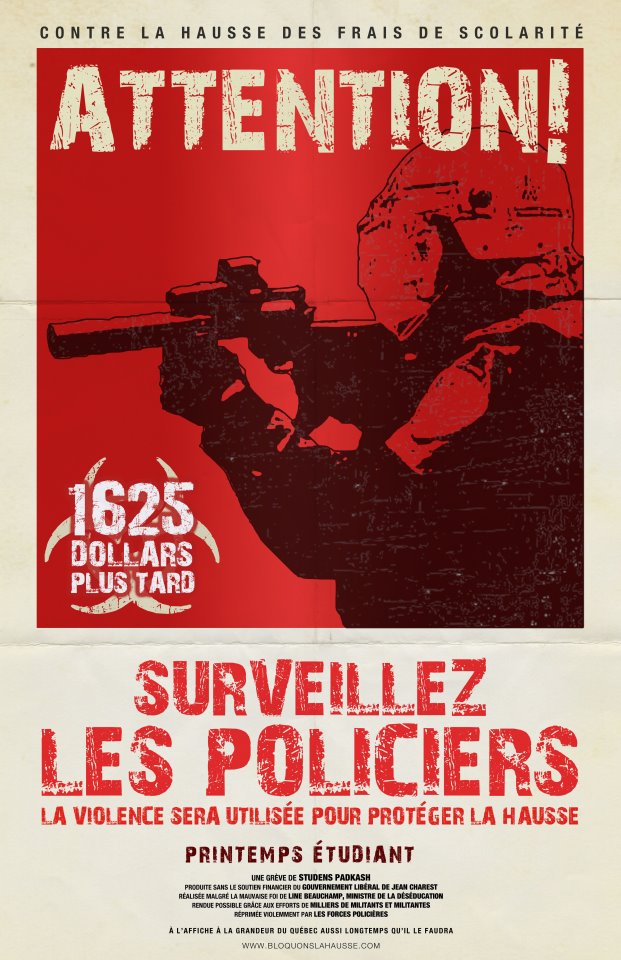 CONTRE LA HAUSSE DES FRAIS DE SCOLARITÉ
ATTENTION!
1625
DOLLARS
PLUS TARD
SURVEILLEZ
LES POLICIERS
LA VIOLENCE SERA UTILISÉE POUR PROTÉGER LA HAUSSE
PRINTEMPS ÉTUDIANT
UNE GRÈVE DE STUDENS PADKASH
PRODUITE SANS LE SOUTIEN FINANCIER DU GOUVERNEMENT LIBÉRAL DE JEAN CHAREST
RÉALISÉE MALGRÉ LA MAUVAISE FOI DE LINE BEAUCHAMP, MINISTRE DE LA DÉSÉDUCATION
RENDUE POSSIBLE GRÂCE AUX EFFORTS DE MILLIERS DE MILITANTS ET MILITANTES
RÉPRIMÉE VIOLEMMENT PAR LES FORCES POLICIÈRES
À L'AFFICHE À LA GRANDEUR DU QUÉBEC AUSSI LONGTEMPS QU'IL LE FAUDRA
WWW.BLOQUONSLAHAUSSE.COM